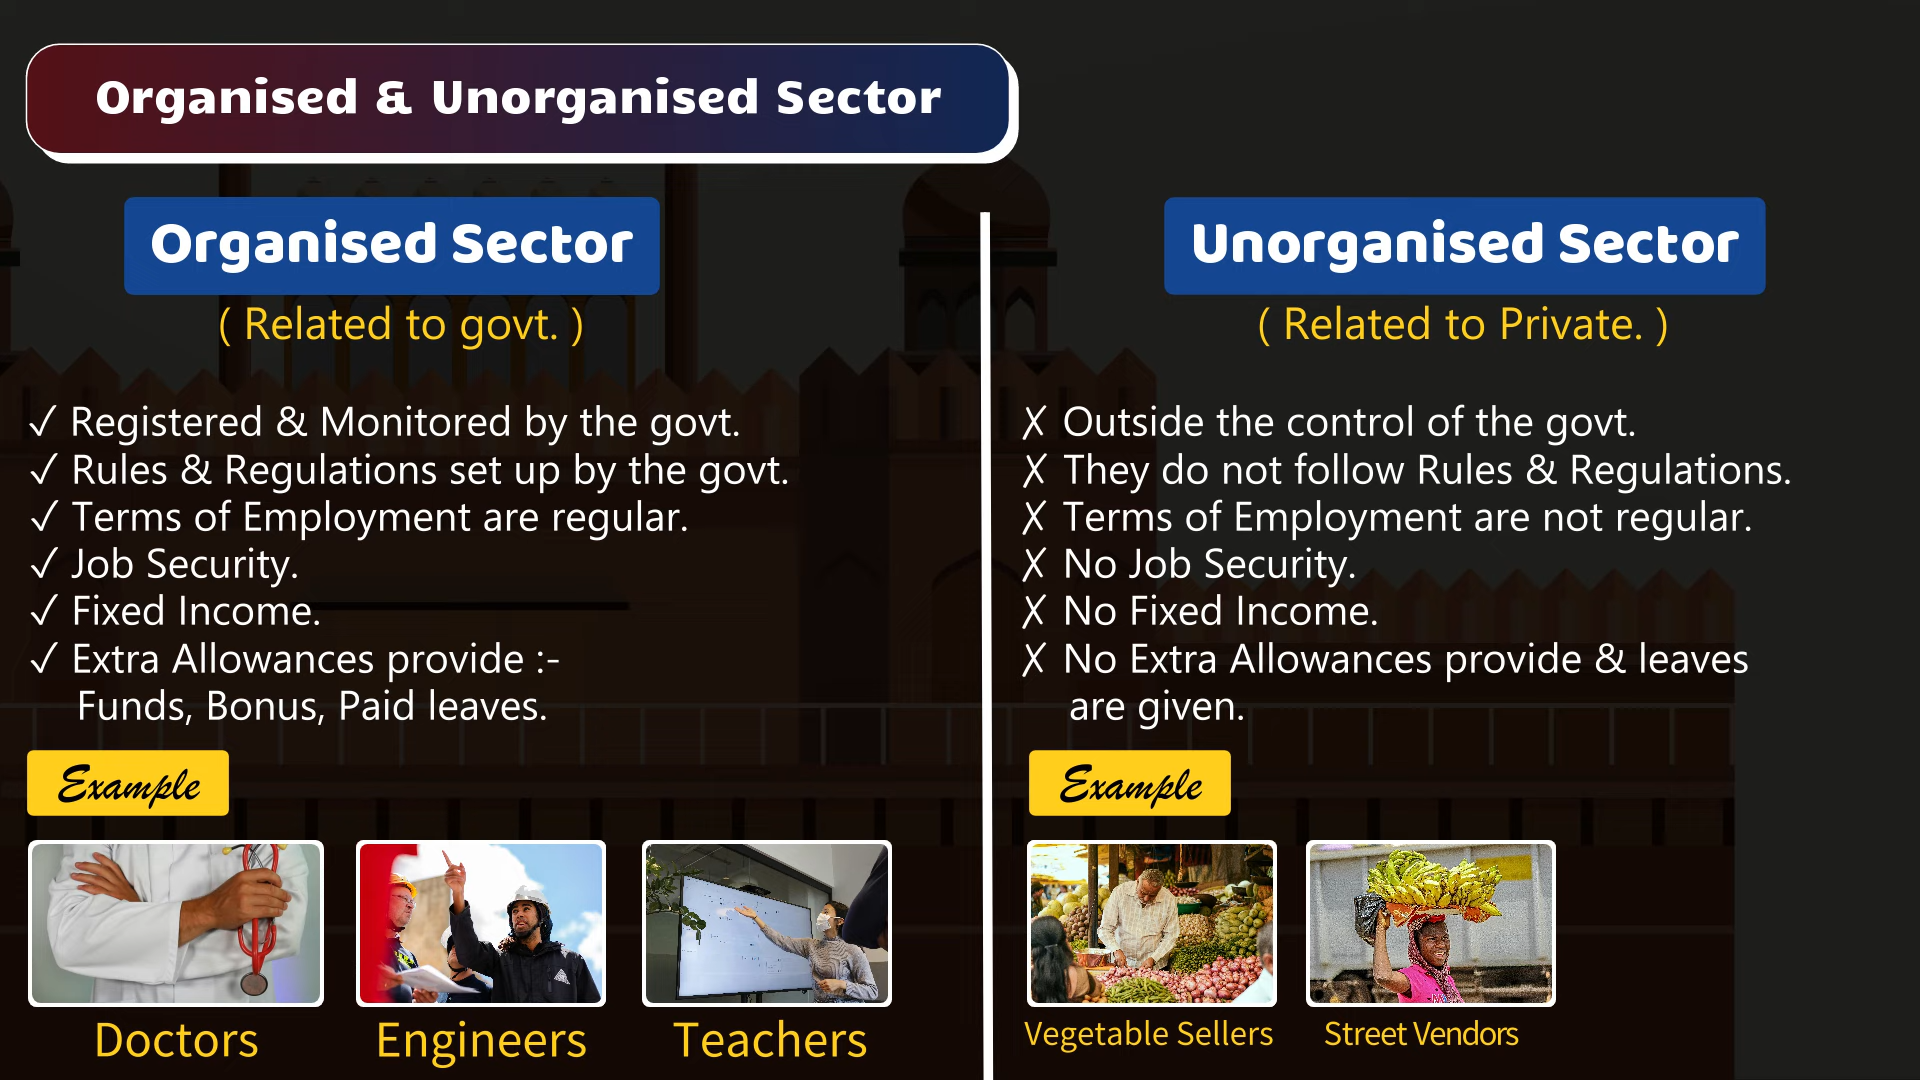 Organised & Unorganised Sector
Organised Sector
( Related to govt. )
✓ Registered & Monitored by the govt.
✓ Rules & Regulations set up by the govt.
✓ Terms of Employment are regular.
✓ Job Security.
✓ Fixed Income.
✓ Extra Allowances provide :-
Funds, Bonus, Paid leaves.
Example
Doctors
Engineers
Teachers
Unorganised Sector
( Related to Private. )
✗ Outside the control of the govt.
✗ They do not follow Rules & Regulations.
✗ Terms of Employment are not regular.
✗ No Job Security.
✗ No Fixed Income.
✗ No Extra Allowances provide & leaves
are given.
Example
Vegetable Sellers
Street Vendors